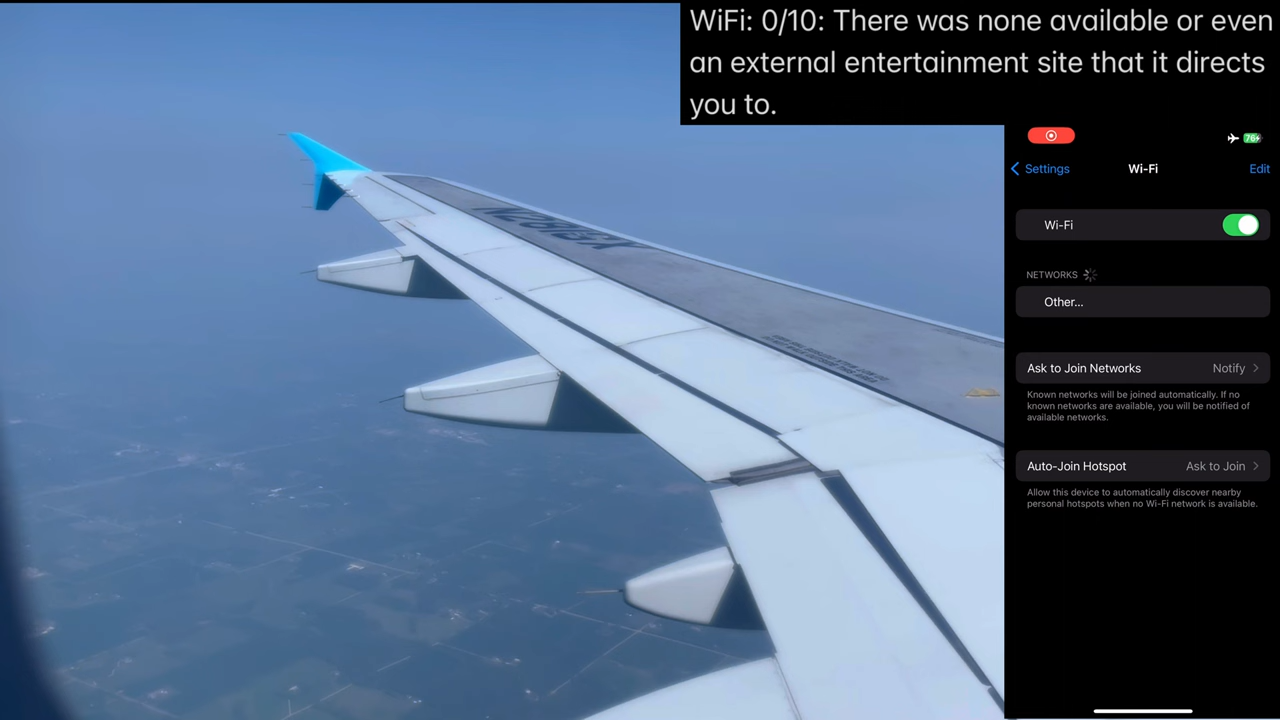 WiFi: 0/10: There was none available or even
an external entertainment site that it directs
you to.
76
Settings
Wi-Fi
Edit
Wi-Fi
NETWORKS
Other...
Ask to Join Networks
Notify
Known networks will be joined automatically. If no
known networks are available, you will be notified of
available networks.
Auto-Join Hotspot
Ask to Join
Allow this device to automatically discover nearby
personal hotspots when no Wi-Fi network is available.